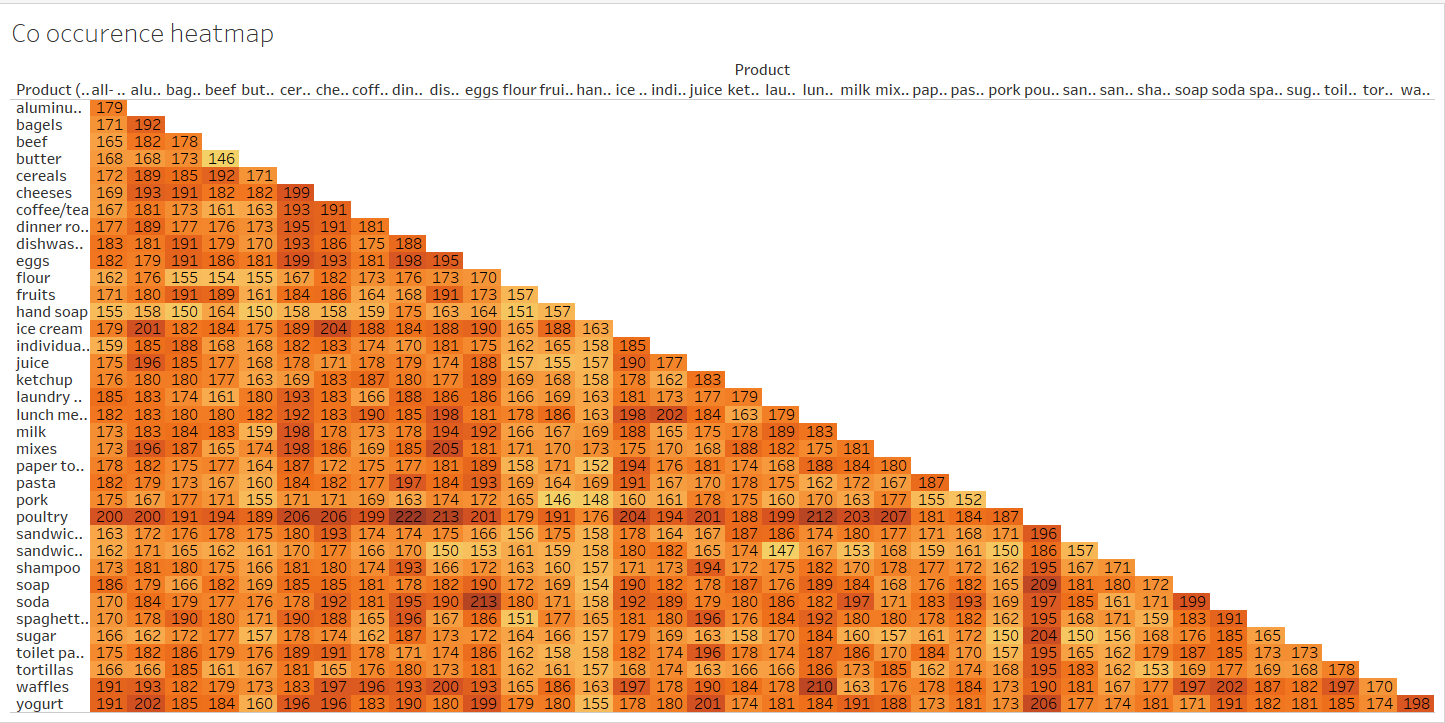 Co occurence heatmap
Product
Product (.. all- .. alu.. bag.. beef but.. cer.. che.. coff.. din.. dis.. eggs flour frui.. han.. ice .. indi.. juice ket.. lau.. lun.. milk mix.. pap.. pas.. pork pou.. san.. san.. sha.. soap soda spa.. sug.. toil.. tor.. wa..
aluminu.. 179
bagels 171 192
beef 165 182 178
butter 168 168 173 146
cereals 172 189 185 192 171
cheeses 169 193 191 182 182 199
coffee/tea 167 181 173 161 163 193 191
dinner ro.. 177 189 177 176 173 195 191 181
dishwas.. 183 181 191 179 170 193 186 175 188
eggs 182 179 191 186 181 199 193 181 198 195
flour 162 176 155 154 155 167 182 173 176 173 170
fruits 171 180 191 189 161 184 186 164 168 191 173 157
hand soap 155 158 150 164 150 158 158 159 175 163 164 151 157
ice cream 179 201 182 184 175 189 204 188 184 188 190 165 188 163
individua.. 159 185 188 168 168 182 183 174 170 181 175 162 165 158 185
juice 175 196 185 177 168 178 171 178 179 174 188 157 155 157 190 177
ketchup 176 180 180 177 163 169 183 187 180 177 189 169 168 158 178 162 183
laundry .. 185 183 174 161 180 193 183 166 188 186 186 166 169 163 181 173 177 179
lunch me.. 182 183 180 180 182 192 183 190 185 198 181 178 186 163 198 202 184 163 179
milk 173 183 184 183 159 198 178 173 178 194 192 166 167 169 188 165 175 178 189 183
mixes 173 196 187 165 174 198 186 169 185 205 181 171 170 173 175 170 168 188 182 175 181
paper to.. 178 182 175 177 164 187 172 175 177 181 189 158 171 152 194 176 181 174 168 188 184 180
pasta 182 179 173 167 160 184 182 177 197 184 193 169 164 169 191 167 170 178 175 162 172 167 187
pork 175 167 177 171 155 171 171 169 163 174 172 165 146 148 160 161 178 175 160 170 163 177 155 152
poultry 200 200 191 194 189 206 206 199 222 213 201 179 191 176 204 194 201 188 199 212 203 207 181 184 187
sandwic.. 163 172 176 178 175 180 193 174 174 175 166 156 175 158 178 164 167 187 186 174 180 177 171 168 171 196
sandwic.. 162 171 165 162 161 170 177 166 170 150 153 161 159 158 180 182 165 174 147 167 153 168 159 161 150 186 157
shampoo 173 181 180 175 166 181 180 174 193 166 172 163 160 157 171 173 194 172 175 182 170 178 177 172 162 195 167 171
soap 186 179 166 182 169 185 185 181 178 182 190 172 169 154 190 182 178 187 176 189 184 168 176 182 165 209 181 180 172
soda 170 184 179 177 176 178 192 181 195 190 213 180 171 158 192 189 179 180 186 182 197 171 183 193 169 197 185 161 171 199
spaghett.. 170 178 190 180 171 190 188 165 196 167 186 151 177 165 181 180 196 176 184 192 180 180 178 182 162 195 168 171 159 183 191
sugar 166 162 172 177 157 178 174 162 187 173 172 164 166 157 179 169 163 158 170 184 160 157 161 172 150 204 150 156 168 176 185 165
toilet pa.. 175 182 186 179 176 189 191 178 171 174 186 162 158 158 182 174 196 178 174 187 186 170 184 170 157 195 165 162 179 187 185 173 173
tortillas 166 166 185 161 167 181 165 176 180 173 181 162 161 157 168 174 163 166 166 186 173 185 162 174 168 195 183 162 153 169 177 169 168 178
waffles 191 193 182 179 173 183 197 196 193 200 193 165 186 163 197 178 190 184 178 210 163 176 178 184 173 190 181 167 177 197 202 187 182 197 170
yogurt 191 202 185 184 160 196 196 183 190 180 199 179 180 155 178 180 201 174 181 184 191 188 173 175 173 206 177 174 181 171 191 187 181 185 174 198